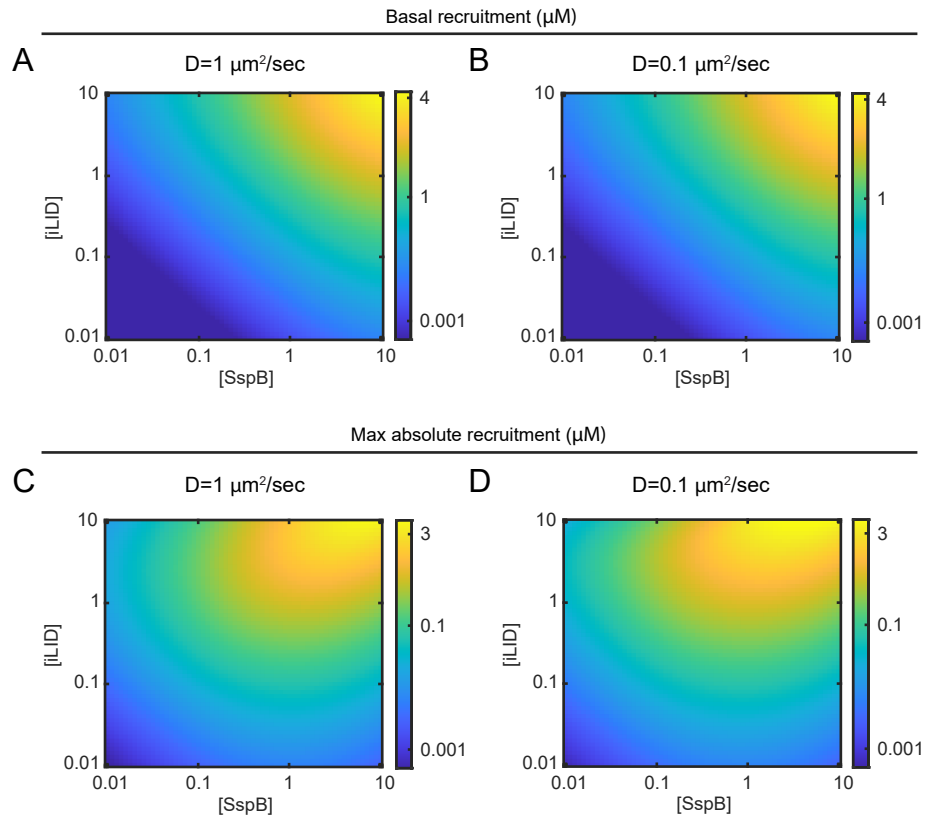 Basal recruitment (µM)
A
D=1 µm²/sec
B
D=0.1 µm²/sec
10
1
0.1
0.01
[iLID]
0.01 0.1 1 10
[SspB]
4
1
0.001
10
1
0.1
0.01
[iLID]
0.01 0.1 1 10
[SspB]
4
1
0.001
Max absolute recruitment (µM)
C
D=1 µm²/sec
D
D=0.1 µm²/sec
10
1
0.1
0.01
[iLID]
0.01 0.1 1 10
[SspB]
3
0.1
0.001
10
1
0.1
0.01
[iLID]
0.01 0.1 1 10
[SspB]
3
0.1
0.001